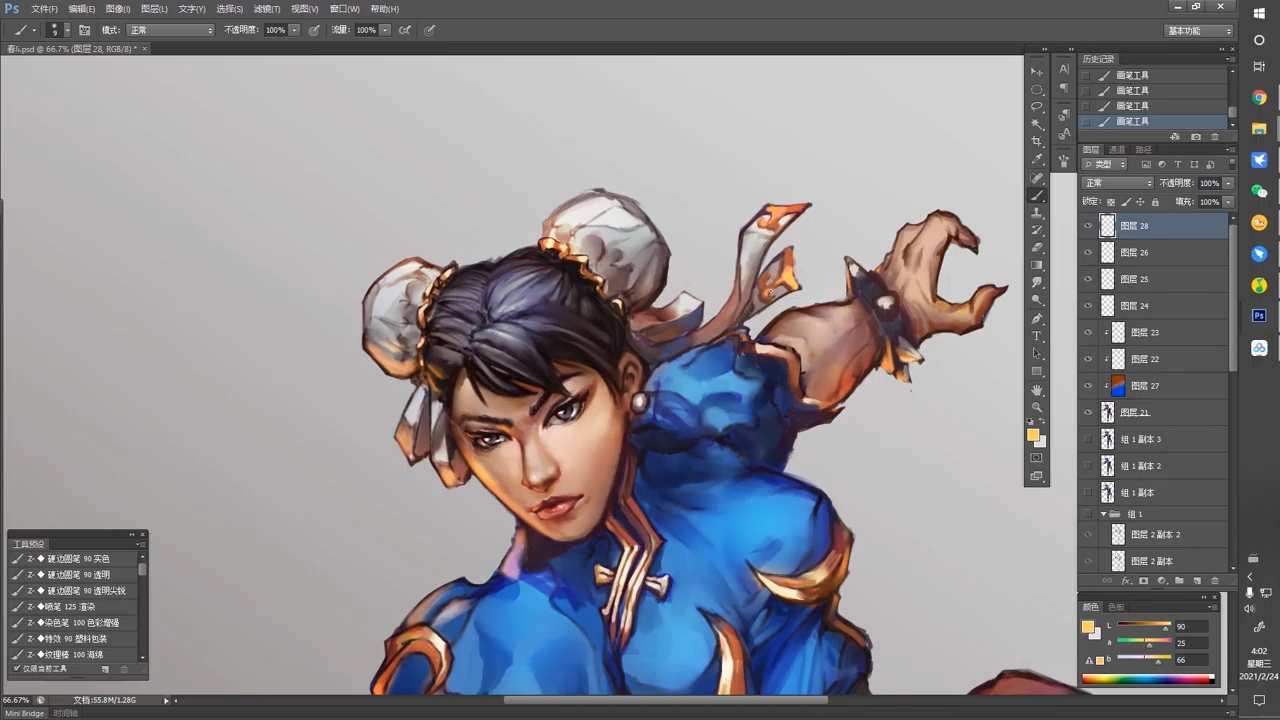 Ps 文件(F) 编辑(E) 图像(I) 图层(L) 文字(Y) 选择(S) 滤镜(T) 视图(V) 窗口(W) 帮助(H)
9 模式: 正常 不透明度: 100% 流量: 100% 基本功能
春li.psd @ 66.7% (图层 28, RGB/8) * ×
历史记录
画笔工具
画笔工具
画笔工具
画笔工具
图层 通道 路径
类型
正常 不透明度: 100%
锁定: 填充: 100%
图层 28
图层 26
图层 25
图层 24
图层 23
图层 22
图层 27
图层 21
组 1 副本 3
组 1 副本 2
组 1 副本
组 1
图层 2 副本 2
图层 2 副本
fx
颜色 色板
L 90
a 25
b 66
工具预设
Z- ◆ 硬边圆笔 90 实色
Z- ◆ 硬边圆笔 90 透明
Z- ◆ 硬边圆笔 90 透明尖锐
Z- ◆喷笔 125 渲染
Z- ◆染色笔 100 色彩增强
Z- ◆特效 90 塑料包装
Z- ◆纹理棒 100 海绵
仅限当前工具
66.67% 文档:55.8M/1.28G
Mini Bridge 时间轴
Ps
4:02
星期三
2021/2/24